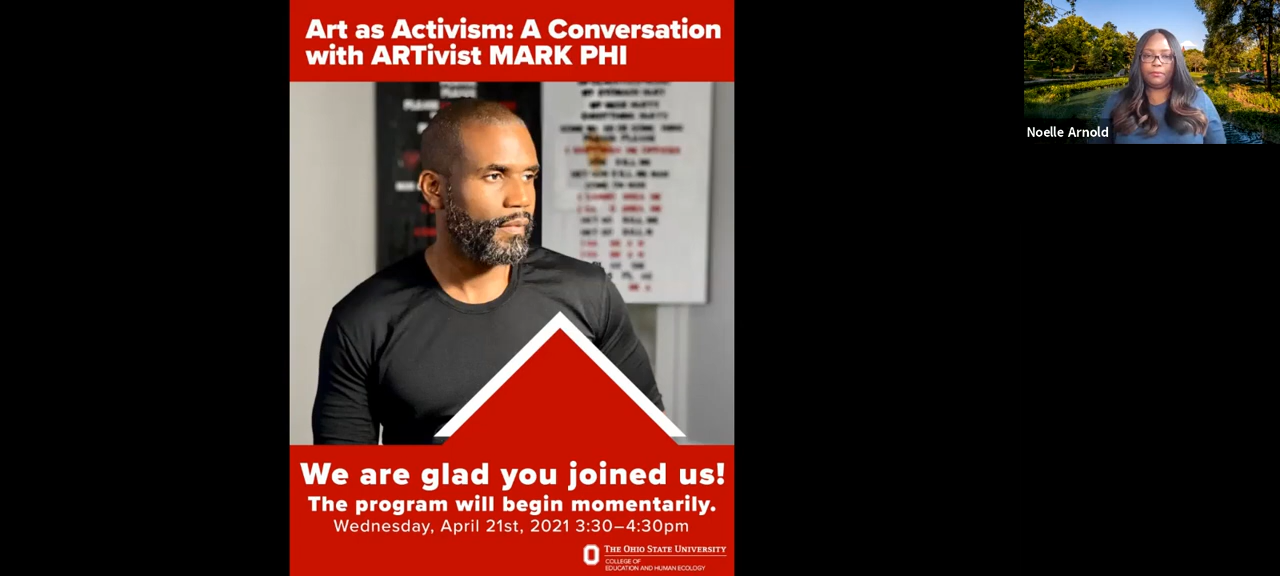 Art as Activism: A Conversation
with ARTivist MARK PHI
Noelle Arnold
We are glad you joined us!
The program will begin momentarily.
Wednesday, April 21st, 2021 3:30–4:30pm
THE OHIO STATE UNIVERSITY
COLLEGE OF
EDUCATION AND HUMAN ECOLOGY